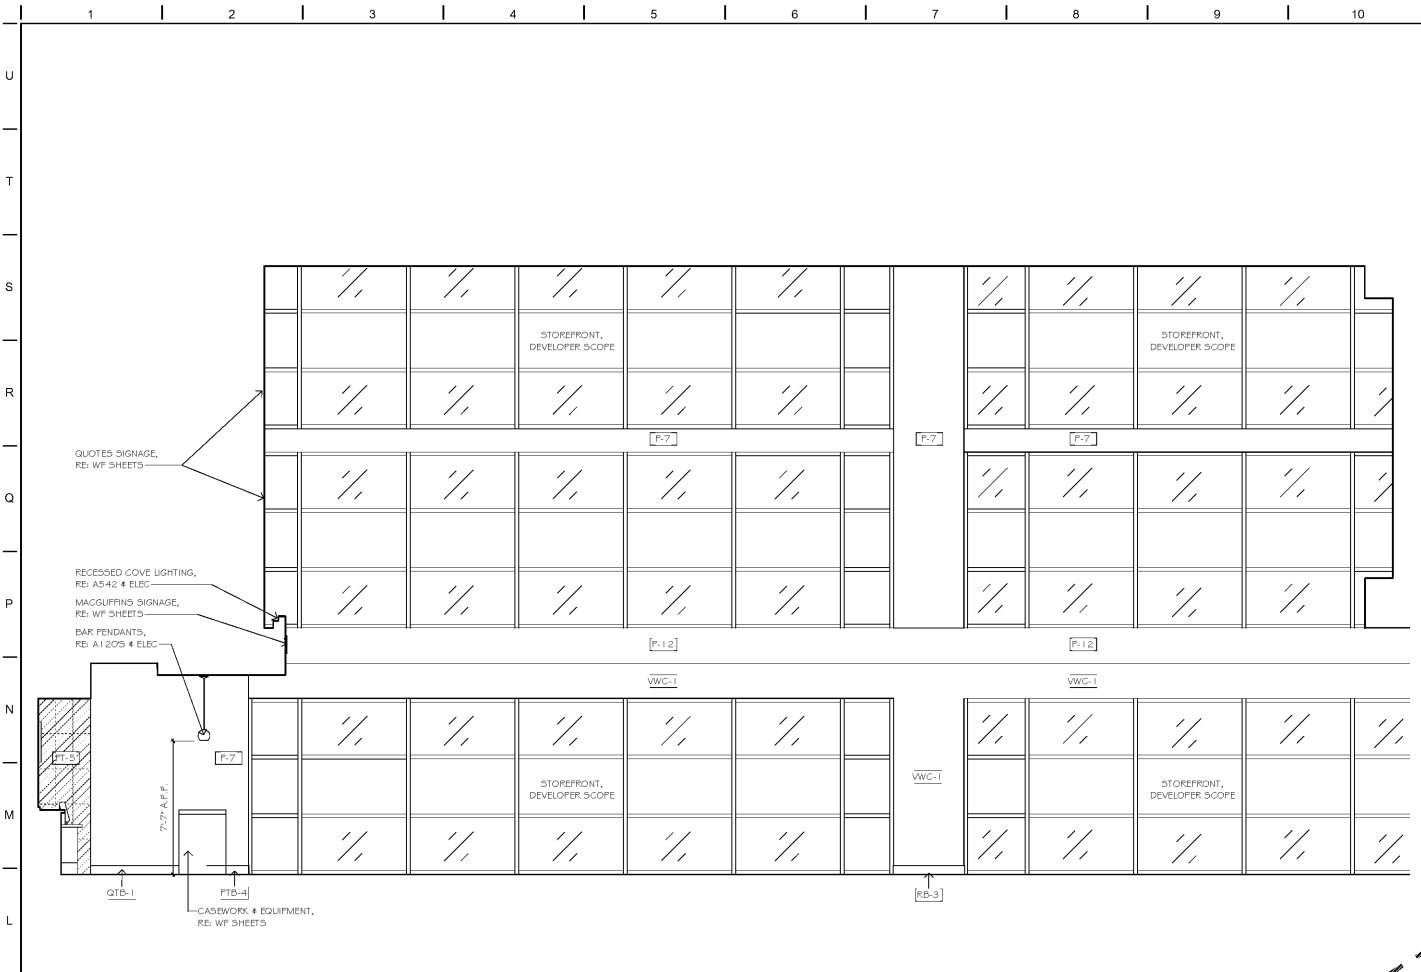 1 2 3 4 5 6 7 8 9 10
U
T
S
R
Q
P
N
M
L
STOREFRONT,
DEVELOPER SCOPE
STOREFRONT,
DEVELOPER SCOPE
P-7
P-7
P-7
QUOTES SIGNAGE,
RE: WF SHEETS
RECESSED COVE LIGHTING,
RE: A542 & ELEC
MACGUFFINS SIGNAGE,
RE: WF SHEETS
BAR PENDANTS,
RE: A120'S & ELEC
P-12
P-12
VWC-1
VWC-1
PT-5
P-7
7'-7" A.F.F.
STOREFRONT,
DEVELOPER SCOPE
VWC-1
STOREFRONT,
DEVELOPER SCOPE
QTB-1
PTB-4
RB-3
CASEWORK & EQUIPMENT,
RE: WF SHEETS